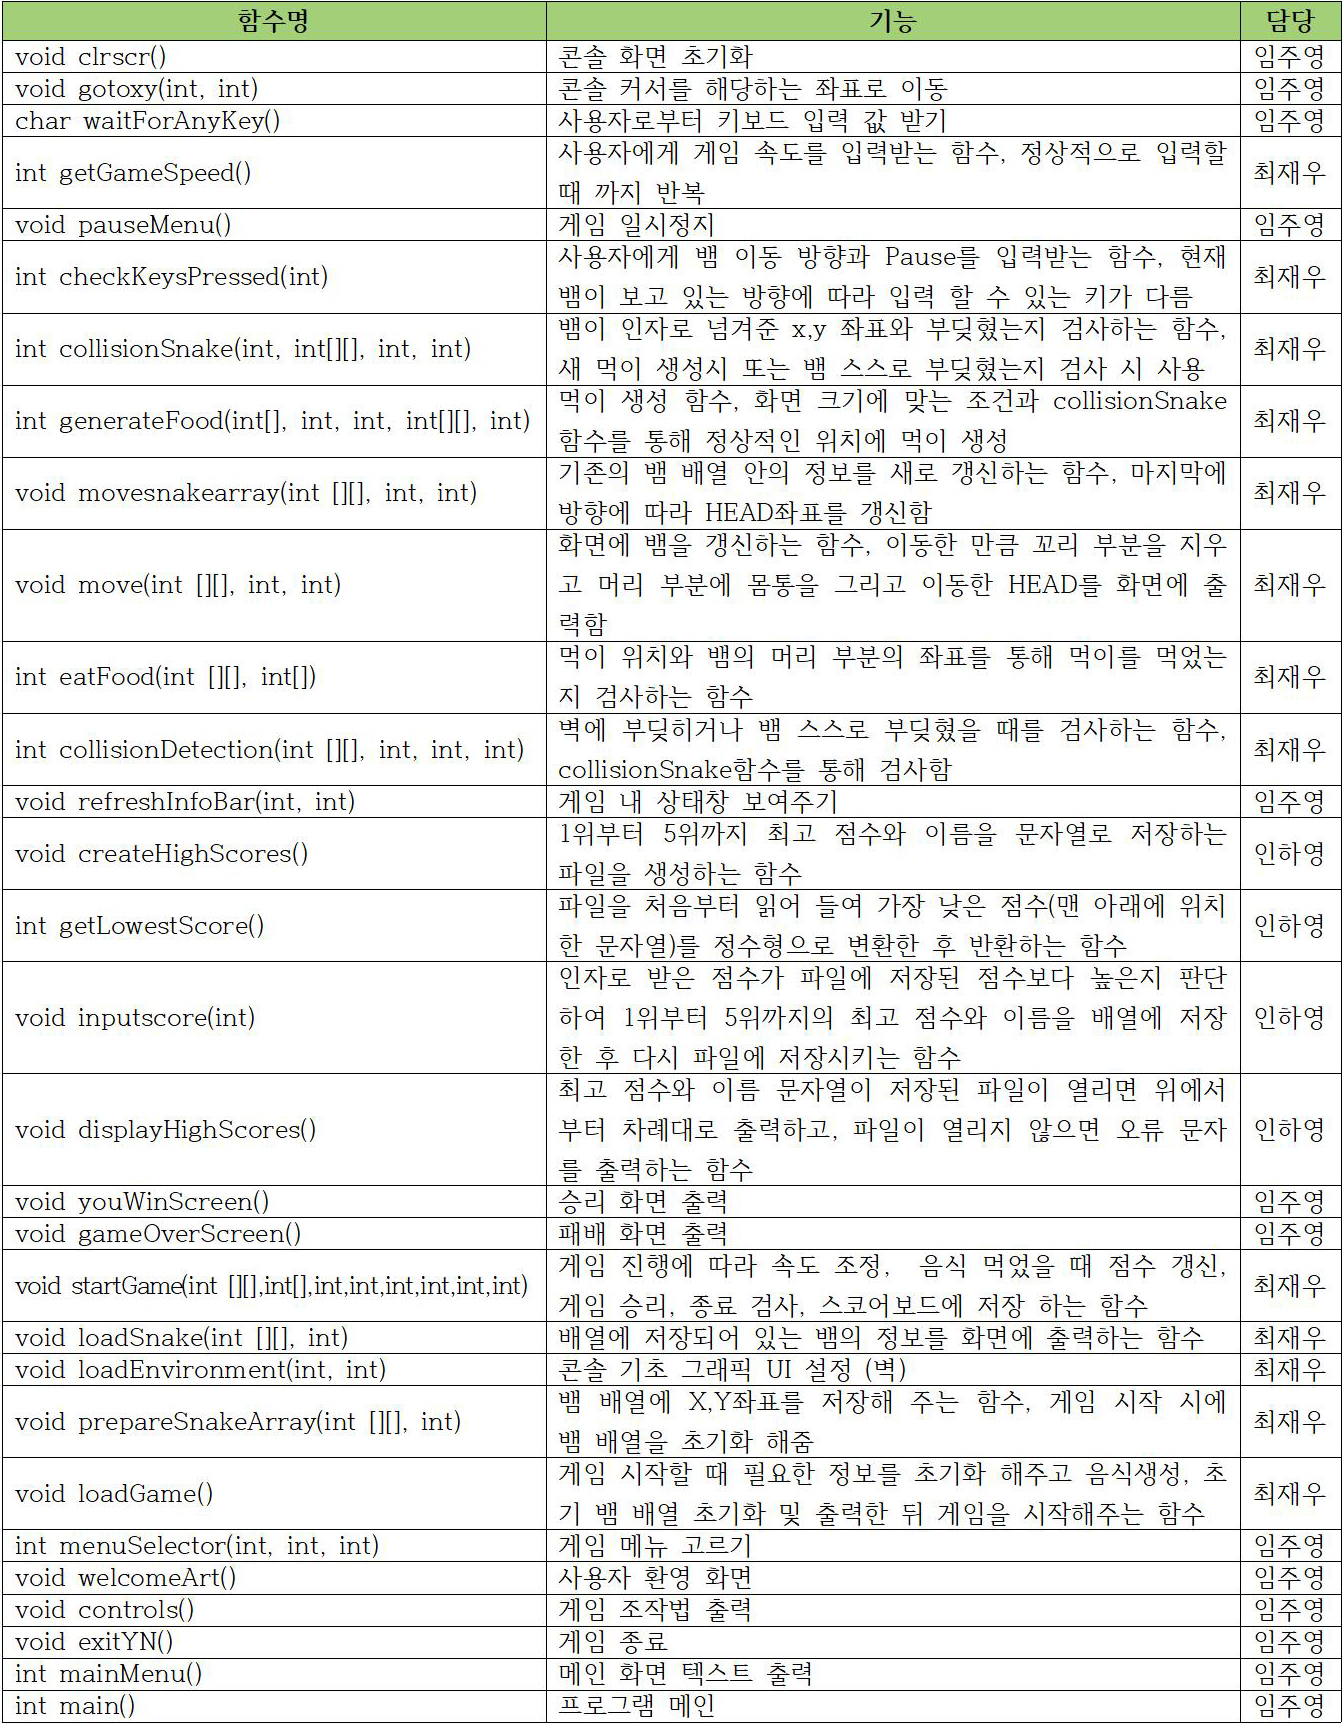 함수명 기능 담당
void clrscr() 콘솔 화면 초기화 임주영
void gotoxy(int, int) 콘솔 커서를 해당하는 좌표로 이동 임주영
char waitForAnyKey() 사용자로부터 키보드 입력 값 받기 임주영
int getGameSpeed() 사용자에게 게임 속도를 입력받는 함수, 정상적으로 입력할
때 까지 반복 최재우
void pauseMenu() 게임 일시정지 임주영
int checkKeysPressed(int) 사용자에게 뱀 이동 방향과 Pause를 입력받는 함수, 현재
뱀이 보고 있는 방향에 따라 입력 할 수 있는 키가 다름 최재우
int collisionSnake(int, int[][], int, int) 뱀이 인자로 넘겨준 x,y 좌표와 부딪혔는지 검사하는 함수,
새 먹이 생성시 또는 뱀 스스로 부딪혔는지 검사 시 사용 최재우
int generateFood(int[], int, int, int[][], int) 먹이 생성 함수, 화면 크기에 맞는 조건과 collisionSnake
함수를 통해 정상적인 위치에 먹이 생성 최재우
void movesnakearray(int [][], int, int) 기존의 뱀 배열 안의 정보를 새로 갱신하는 함수, 마지막에
방향에 따라 HEAD좌표를 갱신함 최재우
void move(int [][], int, int) 화면에 뱀을 갱신하는 함수, 이동한 만큼 꼬리 부분을 지우
고 머리 부분에 몸통을 그리고 이동한 HEAD를 화면에 출
력함 최재우
int eatFood(int [][], int[]) 먹이 위치와 뱀의 머리 부분의 좌표를 통해 먹이를 먹었는
지 검사하는 함수 최재우
int collisionDetection(int [][], int, int, int) 벽에 부딪히거나 뱀 스스로 부딪혔을 때를 검사하는 함수,
collisionSnake함수를 통해 검사함 최재우
void refreshInfoBar(int, int) 게임 내 상태창 보여주기 임주영
void createHighScores() 1위부터 5위까지 최고 점수와 이름을 문자열로 저장하는
파일을 생성하는 함수 인하영
int getLowestScore() 파일을 처음부터 읽어 들여 가장 낮은 점수(맨 아래에 위치
한 문자열)를 정수형으로 변환한 후 반환하는 함수 인하영
void inputscore(int) 인자로 받은 점수가 파일에 저장된 점수보다 높은지 판단
하여 1위부터 5위까지의 최고 점수와 이름을 배열에 저장
한 후 다시 파일에 저장시키는 함수 인하영
void displayHighScores() 최고 점수와 이름 문자열이 저장된 파일이 열리면 위에서
부터 차례대로 출력하고, 파일이 열리지 않으면 오류 문자
를 출력하는 함수 인하영
void youWinScreen() 승리 화면 출력 임주영
void gameOverScreen() 패배 화면 출력 임주영
void startGame(int [][],int[],int,int,int,int,int,int) 게임 진행에 따라 속도 조정, 음식 먹었을 때 점수 갱신,
게임 승리, 종료 검사, 스코어보드에 저장 하는 함수 최재우
void loadSnake(int [][], int) 배열에 저장되어 있는 뱀의 정보를 화면에 출력하는 함수 최재우
void loadEnvironment(int, int) 콘솔 기초 그래픽 UI 설정 (벽) 최재우
void prepareSnakeArray(int [][], int) 뱀 배열에 X,Y좌표를 저장해 주는 함수, 게임 시작 시에
뱀 배열을 초기화 해줌 최재우
void loadGame() 게임 시작할 때 필요한 정보를 초기화 해주고 음식생성, 초
기 뱀 배열 초기화 및 출력한 뒤 게임을 시작해주는 함수 최재우
int menuSelector(int, int, int) 게임 메뉴 고르기 임주영
void welcomeArt() 사용자 환영 화면 임주영
void controls() 게임 조작법 출력 임주영
void exitYN() 게임 종료 임주영
int mainMenu() 메인 화면 텍스트 출력 임주영
int main() 프로그램 메인 임주영